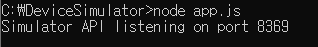 C:\DeviceSimulator>node app.js
Simulator API listening on port 8369